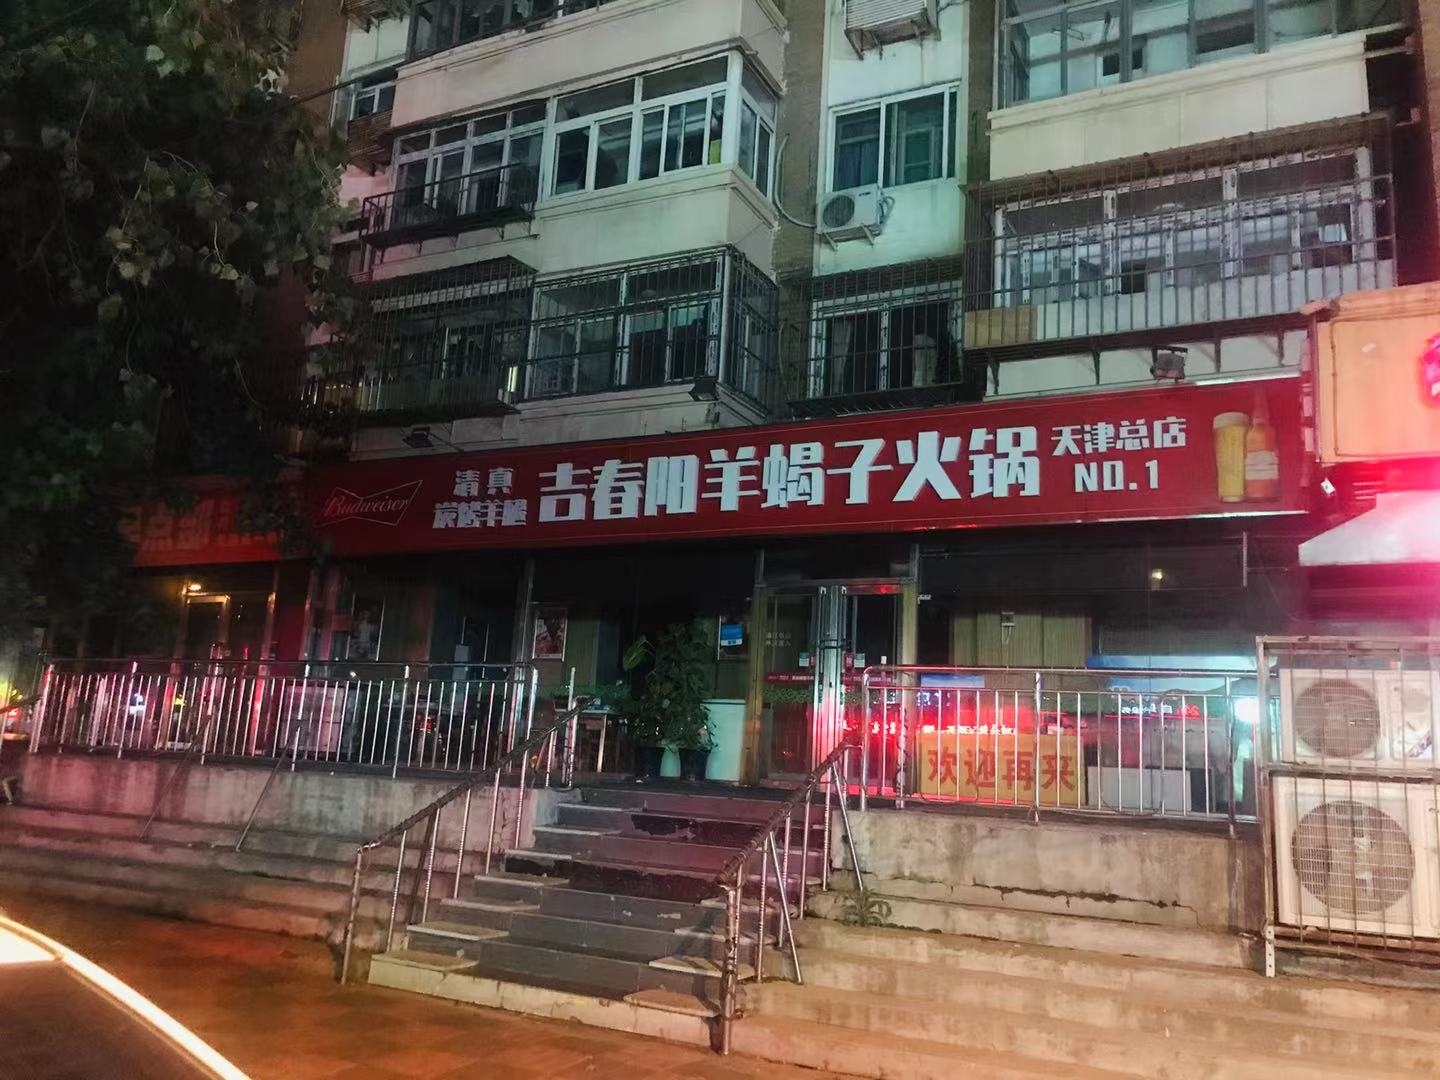 Budweiser
清真
炭烤羊腿
吉春阳羊蝎子火锅
天津总店
NO.1
欢迎再来